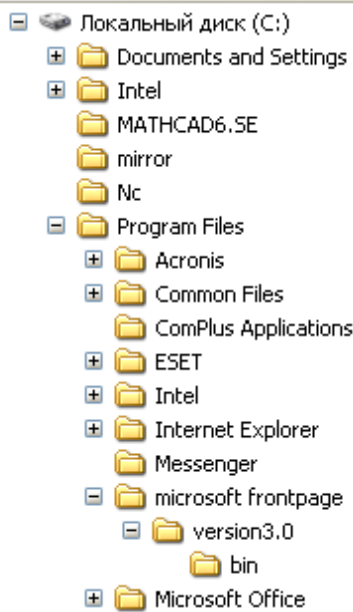 Локальный диск (C:)
Documents and Settings
Intel
MATHCAD6.SE
mirror
Nc
Program Files
Acronis
Common Files
ComPlus Applications
ESET
Intel
Internet Explorer
Messenger
microsoft frontpage
version3.0
bin
Microsoft Office